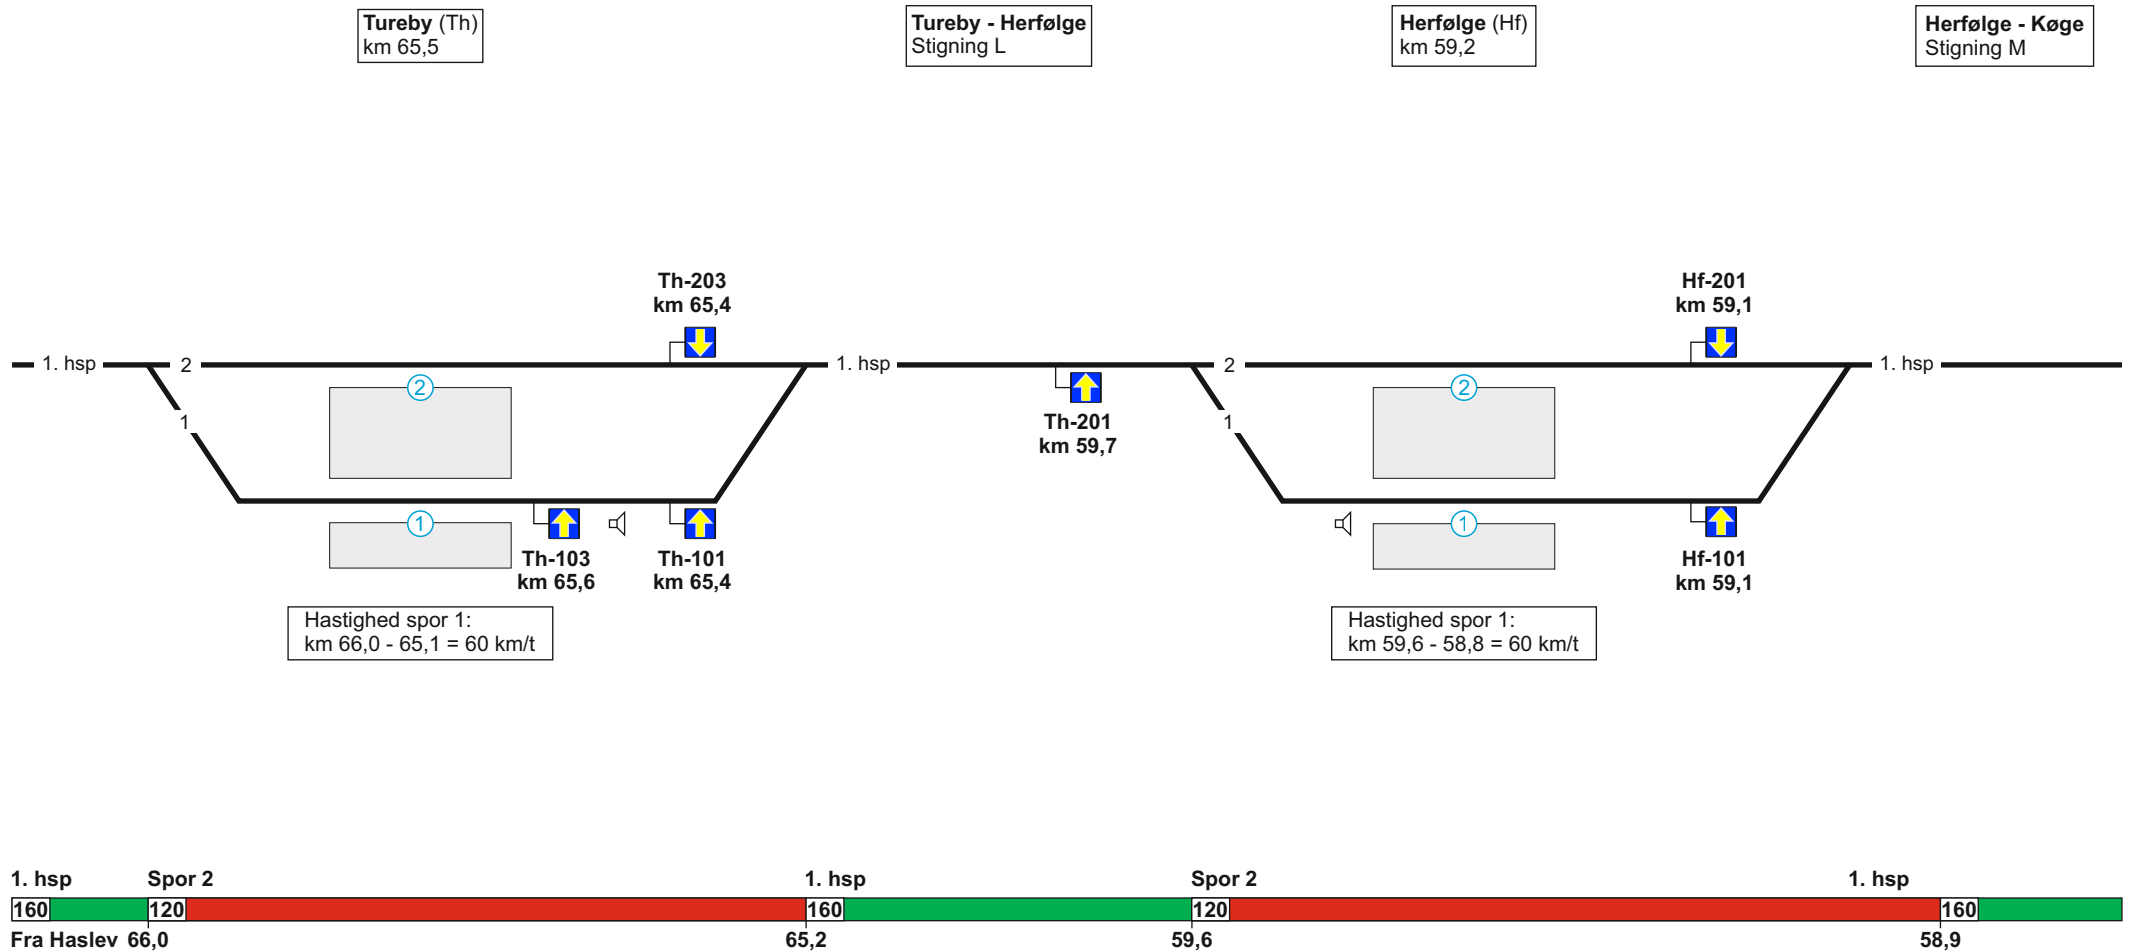 Tureby (Th)
km 65,5
Tureby - Herfølge
Stigning L
Herfølge (Hf)
km 59,2
Herfølge - Køge
Stigning M
Th-203
km 65,4
Hf-201
km 59,1
1. hsp
2
1. hsp
2
1. hsp
2
2
1
Th-201
km 59,7
1
1
1
Th-103
km 65,6
Th-101
km 65,4
Hf-101
km 59,1
Hastighed spor 1:
km 66,0 - 65,1 = 60 km/t
Hastighed spor 1:
km 59,6 - 58,8 = 60 km/t
1. hsp
Spor 2
1. hsp
Spor 2
1. hsp
160
120
160
120
160
Fra Haslev
66,0
65,2
59,6
58,9